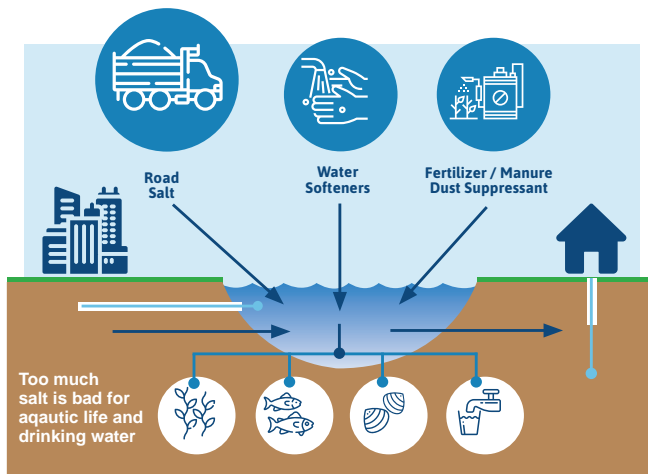 Road
Salt
Water
Softeners
Fertilizer / Manure
Dust Suppressant
Too much
salt is bad for
aqautic life and
drinking water